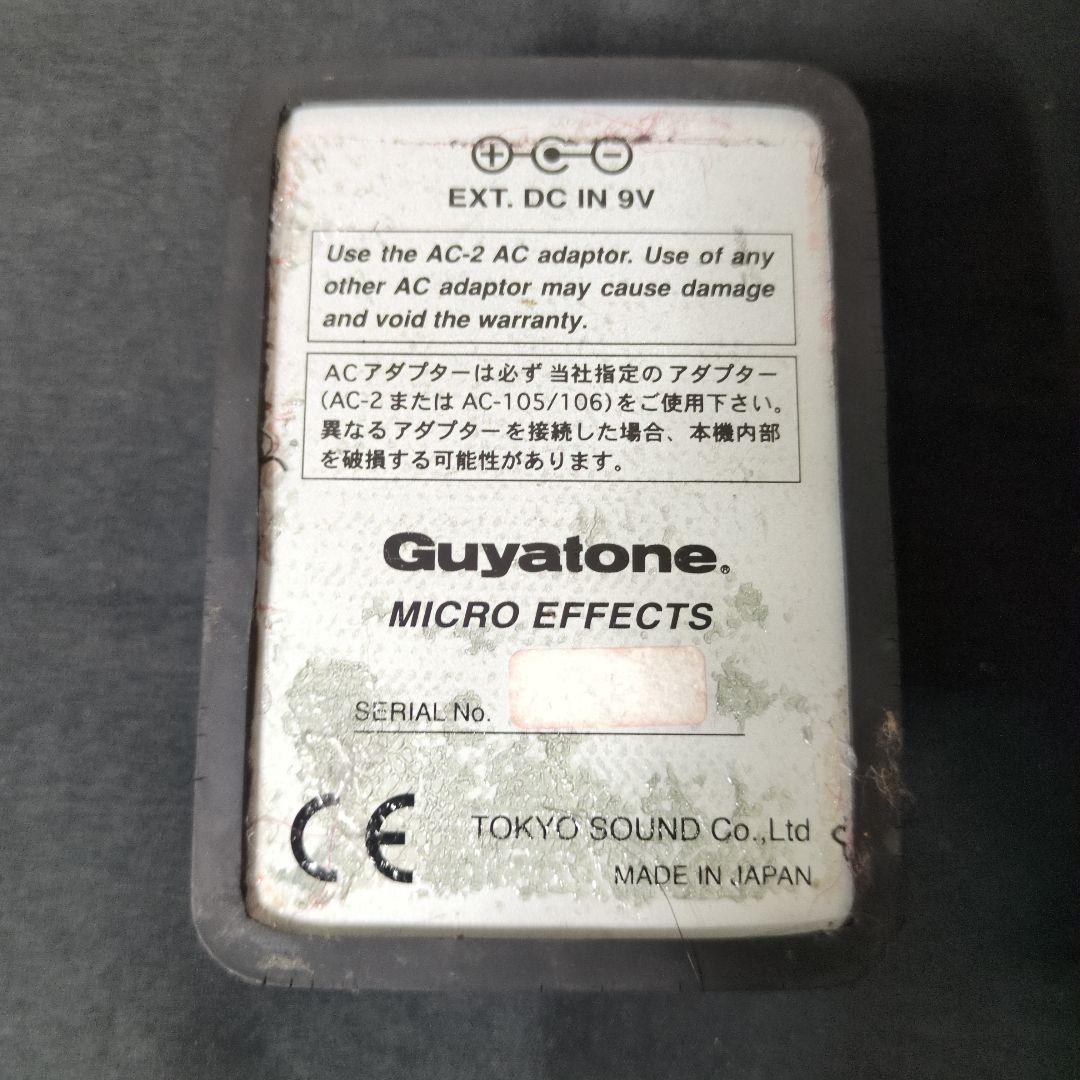 EXT. DC IN 9V
Use the AC-2 AC adaptor. Use of any
other AC adaptor may cause damage
and void the warranty.
ACアダプターは必ず当社指定のアダプター
(AC-2またはAC-105/106)をご使用下さい。
異なるアダプターを接続した場合、本機内部
を破損する可能性があります。
Guyatone®
MICRO EFFECTS
SERIAL No.
CE
TOKYO SOUND Co.,Ltd
MADE IN JAPAN